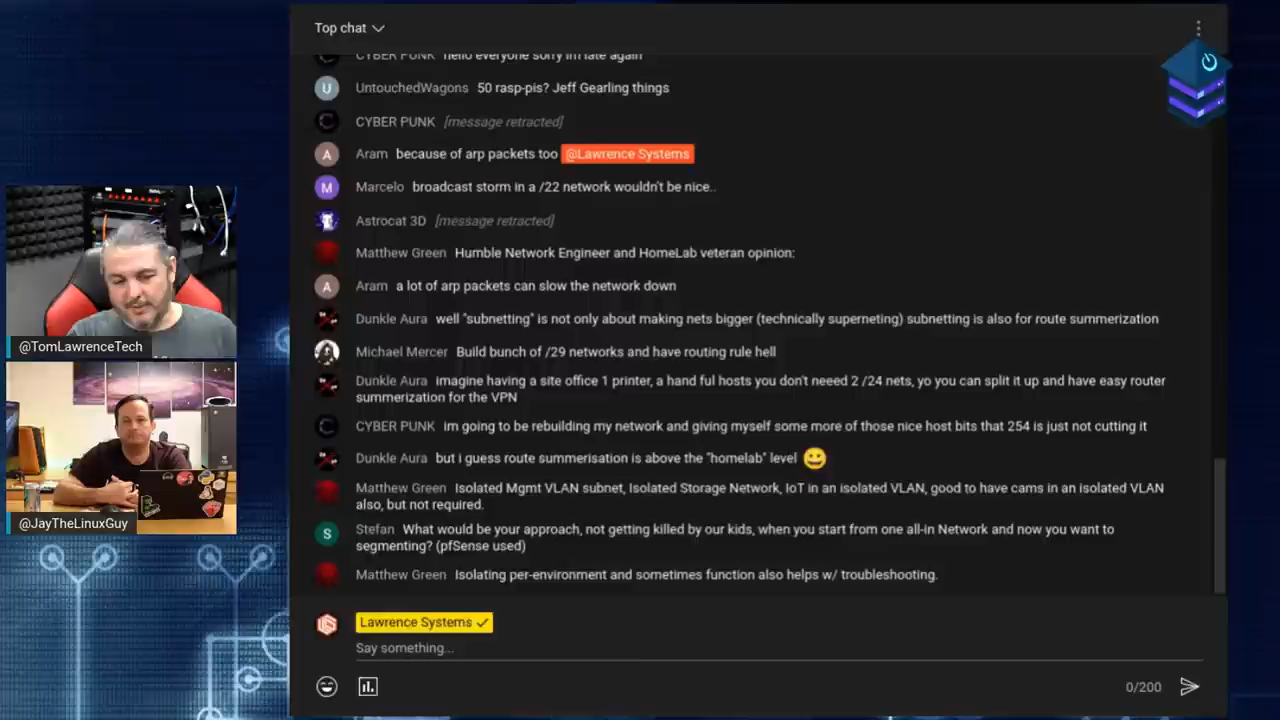 Top chat
CYBER PUNK hello everyone sorry im late again
U UntouchedWagons 50 rasp-pis? Jeff Gearling things
CYBER PUNK [message retracted]
A Aram because of arp packets too @Lawrence Systems
M Marcelo broadcast storm in a /22 network wouldn't be nice..
Astrocat 3D [message retracted]
Matthew Green Humble Network Engineer and HomeLab veteran opinion:
A Aram a lot of arp packets can slow the network down
Dunkle Aura well "subnetting" is not only about making nets bigger (technically superneting) subnetting is also for route summerization
Michael Mercer Build bunch of /29 networks and have routing rule hell
Dunkle Aura imagine having a site office 1 printer, a hand ful hosts you don't neeed 2 /24 nets, yo you can split it up and have easy router
summerization for the VPN
CYBER PUNK im going to be rebuilding my network and giving myself some more of those nice host bits that 254 is just not cutting it
Dunkle Aura but i guess route summerisation is above the "homelab" level 😀
Matthew Green Isolated Mgmt VLAN subnet, Isolated Storage Network, IoT in an isolated VLAN, good to have cams in an isolated VLAN
also, but not required.
S Stefan What would be your approach, not getting killed by our kids, when you start from one all-in Network and now you want to
segmenting? (pfSense used)
Matthew Green Isolating per-environment and sometimes function also helps w/ troubleshooting.
Lawrence Systems
Say something...
0/200
@TomLawrenceTech
@JayTheLinuxGuy